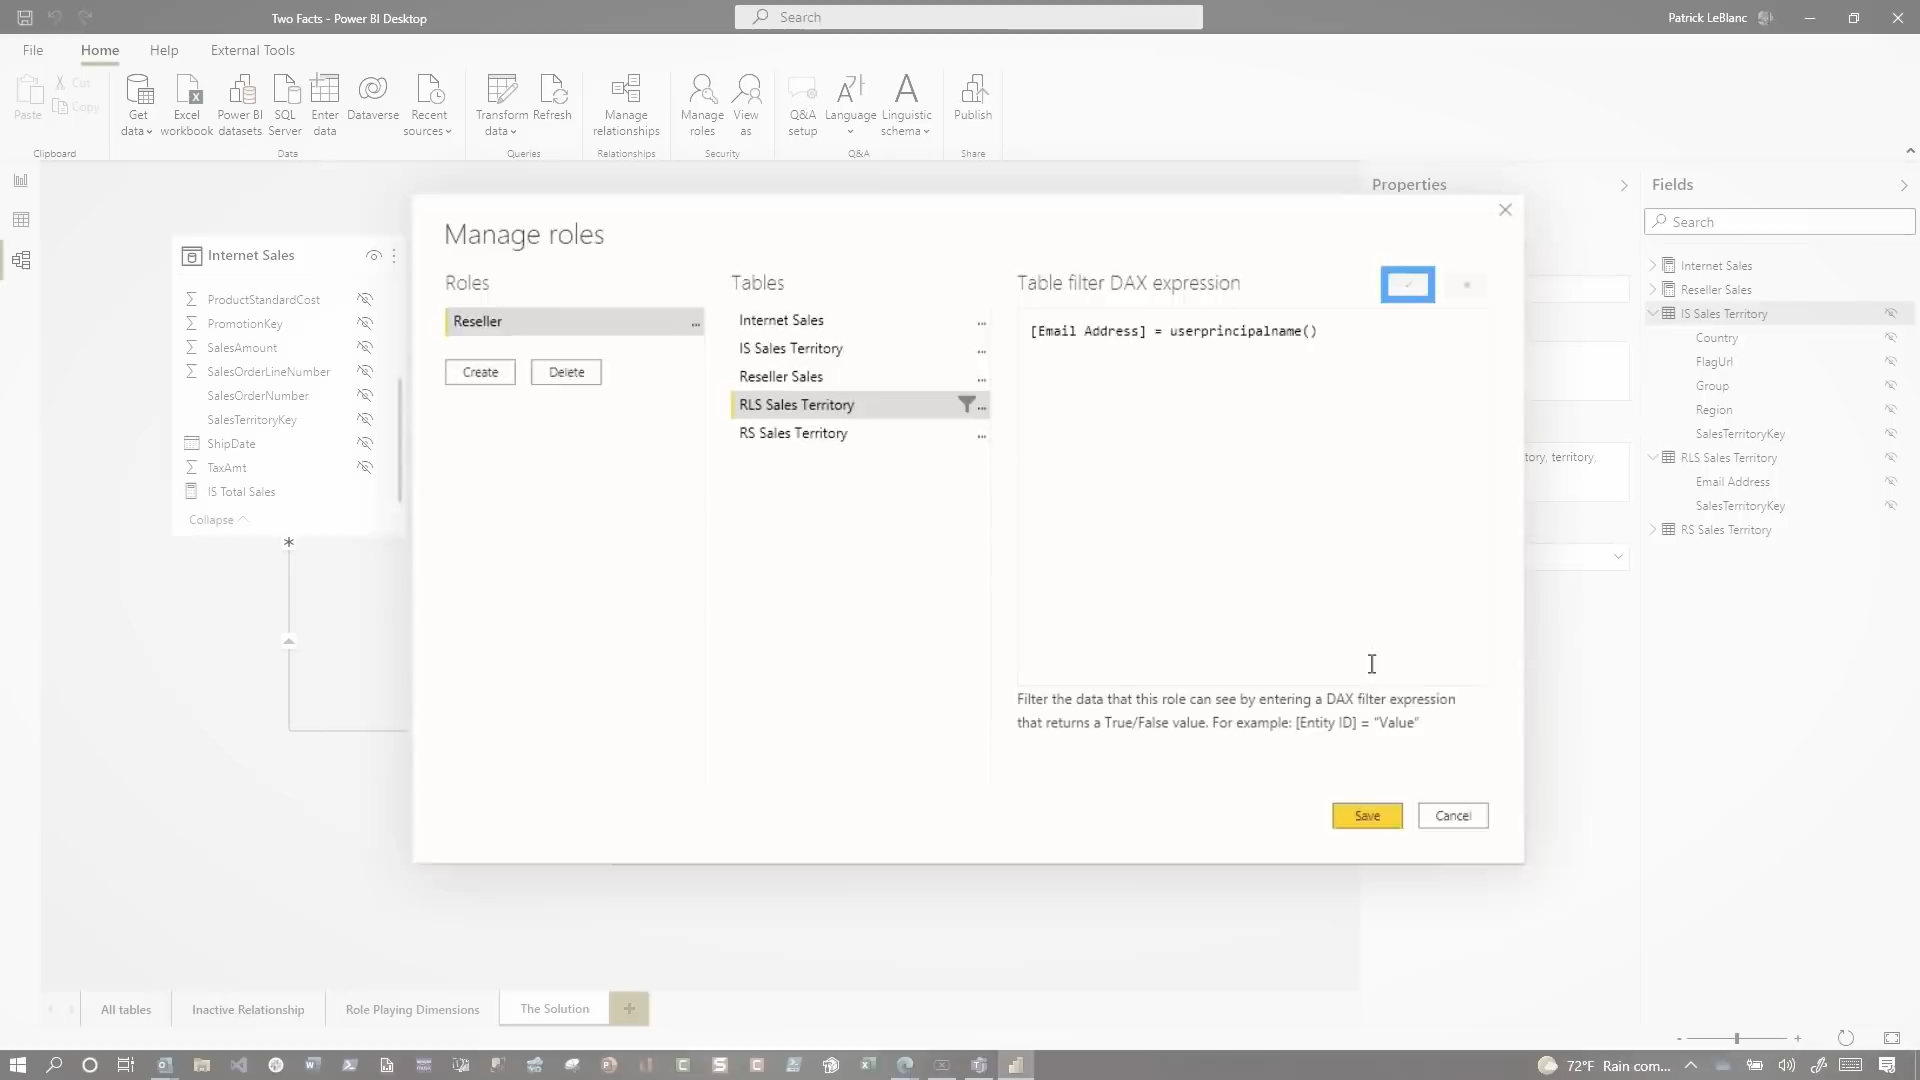 Two Facts - Power BI Desktop
Search
Patrick LeBlanc
File
Home
Help
External Tools
Paste
Cut
Copy
Get data
Excel workbook
Power BI datasets
SQL Server
Enter data
Dataverse
Recent sources
Transform data
Refresh
Manage relationships
Manage roles
View as
Q&A setup
Language
Linguistic schema
Publish
Clipboard
Data
Queries
Relationships
Security
Q&A
Share
Internet Sales
ProductStandardCost
PromotionKey
SalesAmount
SalesOrderLineNumber
SalesOrderNumber
SalesTerritoryKey
ShipDate
TaxAmt
IS Total Sales
Collapse
Manage roles
Roles
Reseller
...
Create
Delete
Tables
Internet Sales
...
IS Sales Territory
...
Reseller Sales
...
RLS Sales Territory
...
RS Sales Territory
...
Table filter DAX expression
[Email Address] = userprincipalname()
Filter the data that this role can see by entering a DAX filter expression
that returns a True/False value. For example: [Entity ID] = "Value"
Save
Cancel
Properties
tory, territory,
Fields
Search
Internet Sales
Reseller Sales
IS Sales Territory
Country
FlagUrl
Group
Region
SalesTerritoryKey
RLS Sales Territory
Email Address
SalesTerritoryKey
RS Sales Territory
All tables
Inactive Relationship
Role Playing Dimensions
The Solution
+
72°F Rain com...